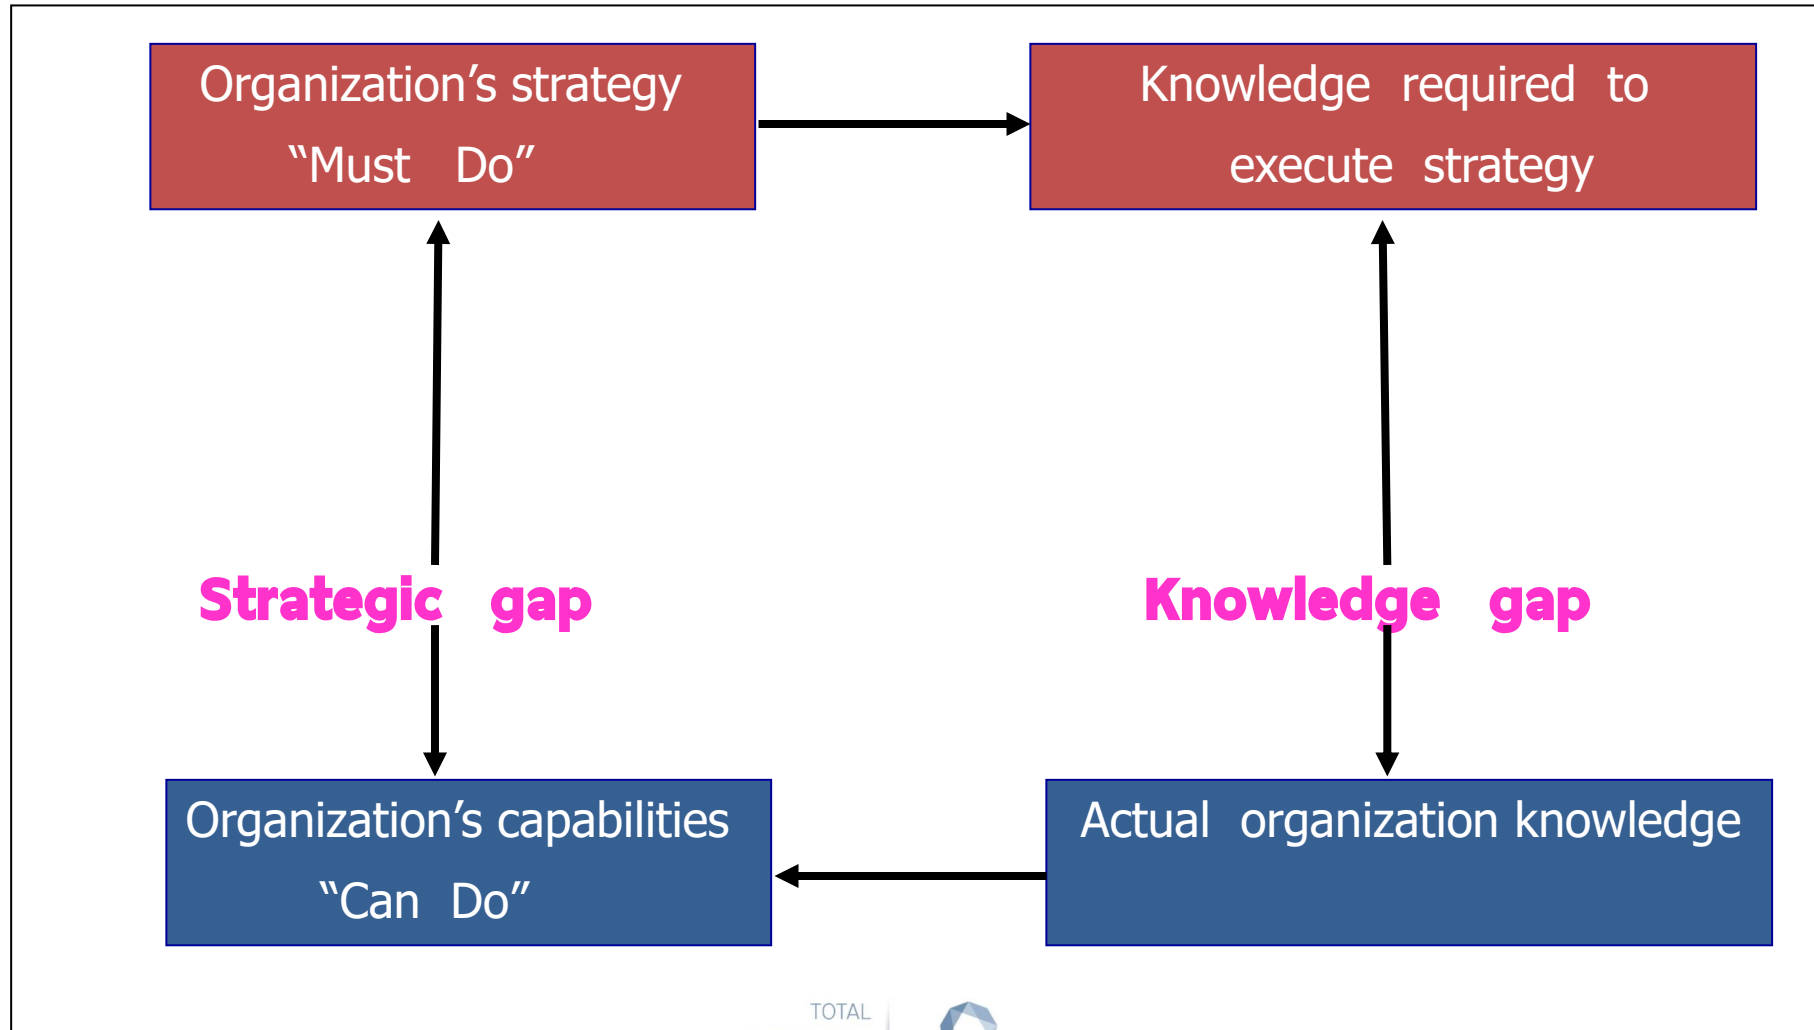 Organization’s strategy
“Must Do”
Knowledge required to
execute strategy
Strategic gap
Knowledge gap
Organization’s capabilities
“Can Do”
Actual organization knowledge
TOTAL